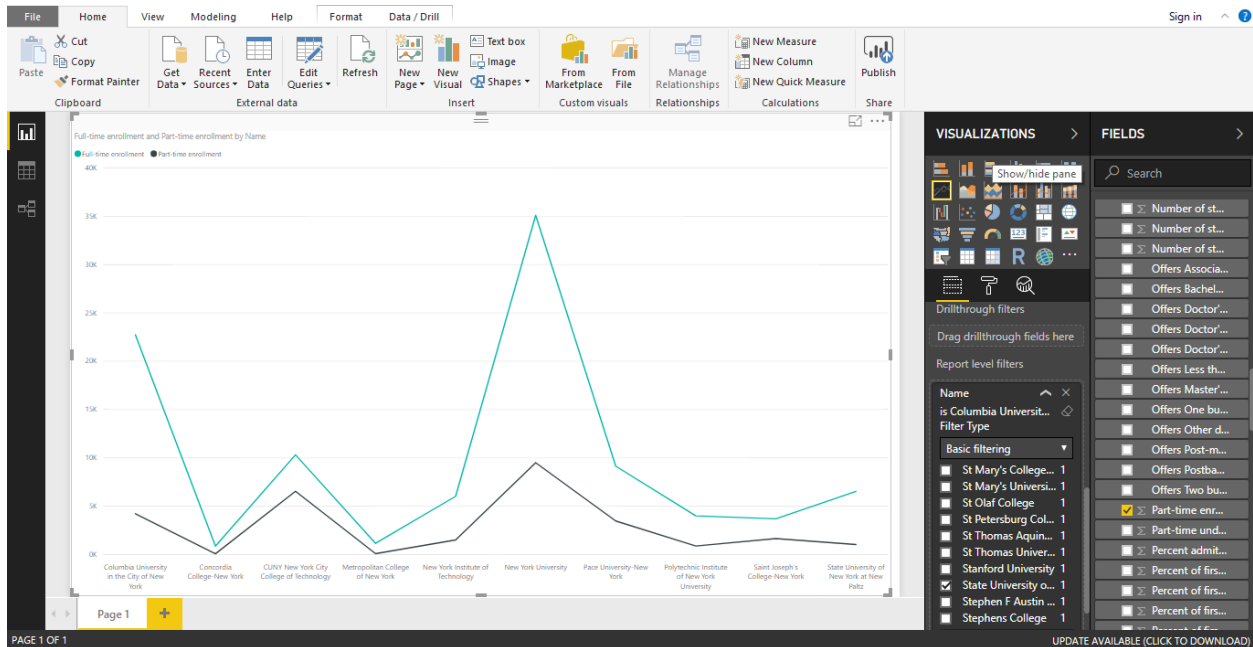 File Home View Modeling Help Format Data / Drill Sign in
Paste
Cut
Copy
Format Painter
Clipboard
Get Data
Recent Sources
Enter Data
Edit Queries
Refresh
External data
New Page
New Visual
Text box
Image
Shapes
Insert
From Marketplace
From File
Custom visuals
Manage Relationships
Relationships
New Measure
New Column
New Quick Measure
Calculations
Publish
Share
Full-time enrollment and Part-time enrollment by Name
Full-time enrollment Part-time enrollment
40K
35K
30K
25K
20K
15K
10K
5K
0K
Columbia University
in the City of New
York
Concordia
College-New York
CUNY New York City
College of Technology
Metropolitan College
of New York
New York Institute of
Technology
New York University
Pace University-New
York
Polytechnic Institute
of New York
University
Saint Joseph's
College-New York
State University of
New York at New
Paltz
Page 1
VISUALIZATIONS
Show/hide pane
123
R
Drillthrough filters
Drag drillthrough fields here
Report level filters
Name
is Columbia Universit...
Filter Type
Basic filtering
St Mary's College... 1
St Mary's Universi... 1
St Olaf College 1
St Petersburg Col... 1
St Thomas Aquin... 1
St Thomas Univer... 1
Stanford University 1
State University o... 1
Stephen F Austin ... 1
Stephens College 1
FIELDS
Search
Number of st...
Number of st...
Number of st...
Offers Associa...
Offers Bachel...
Offers Doctor'...
Offers Doctor'...
Offers Doctor'...
Offers Less th...
Offers Master'...
Offers One bu...
Offers Other d...
Offers Post-m...
Offers Postba...
Offers Two bu...
Part-time enr...
Part-time und...
Percent admit...
Percent of firs...
Percent of firs...
Percent of firs...
PAGE 1 OF 1
UPDATE AVAILABLE (CLICK TO DOWNLOAD)